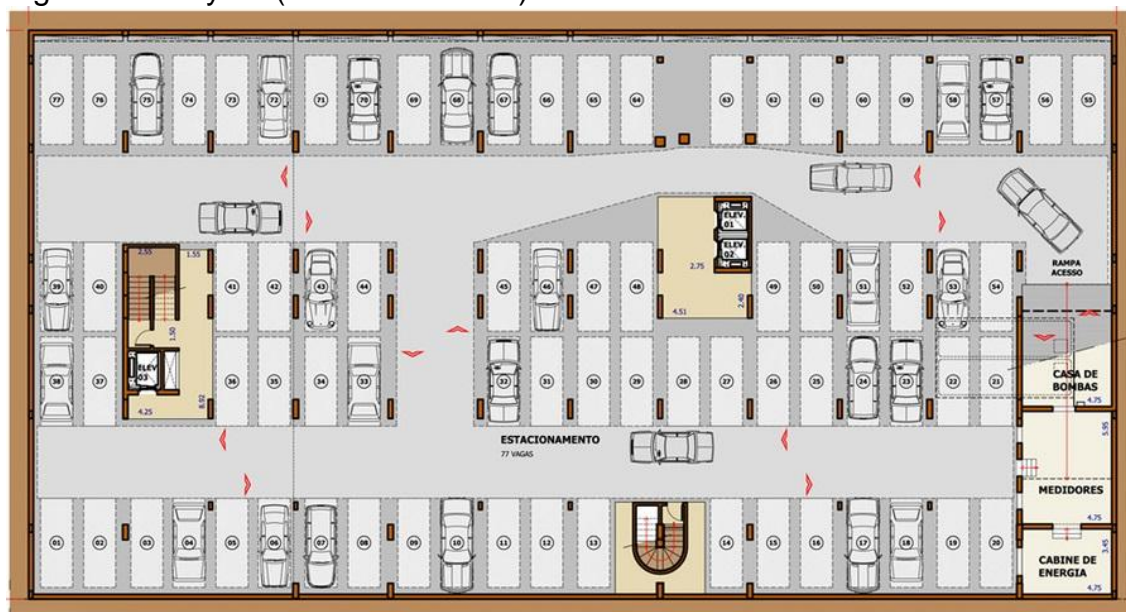 77 76 75 74 73 72 71 70 69 68 67 66 65 64 63 62 61 60 59 58 57 56 55
ELEV. 01
ELEV. 02
2.75
4.51
2.40
RAMPA
ACESSO
2.55
1.55
39 40 41 42 43 44 45 46 47 48 49 50 51 52 53 54
1.50
ELEV
03
4.25
8.92
38 37 36 35 34 33 32 31 30 29 28 27 26 25 24 23 22 21
CASA DE
BOMBAS
4.75
ESTACIONAMENTO
77 VAGAS
5.95
MEDIDORES
4.75
01 02 03 04 05 06 07 08 09 10 11 12 13 14 15 16 17 18 19 20
3.45
CABINE DE
ENERGIA
4.75